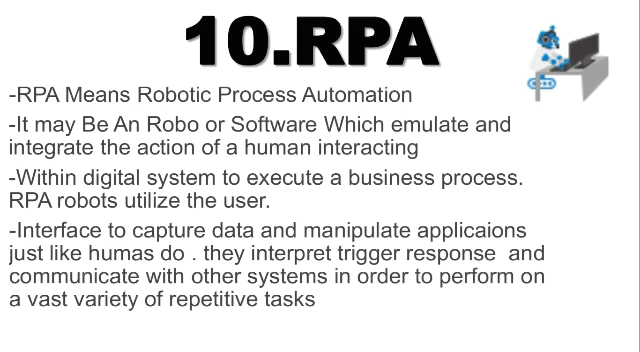 10.RPA
-RPA Means Robotic Process Automation
-It may Be An Robo or Software Which emulate and
integrate the action of a human interacting
-Within digital system to execute a business process.
RPA robots utilize the user.
-Interface to capture data and manipulate applicaions
just like humas do . they interpret trigger response  and
communicate with other systems in order to perform on
a vast variety of repetitive tasks